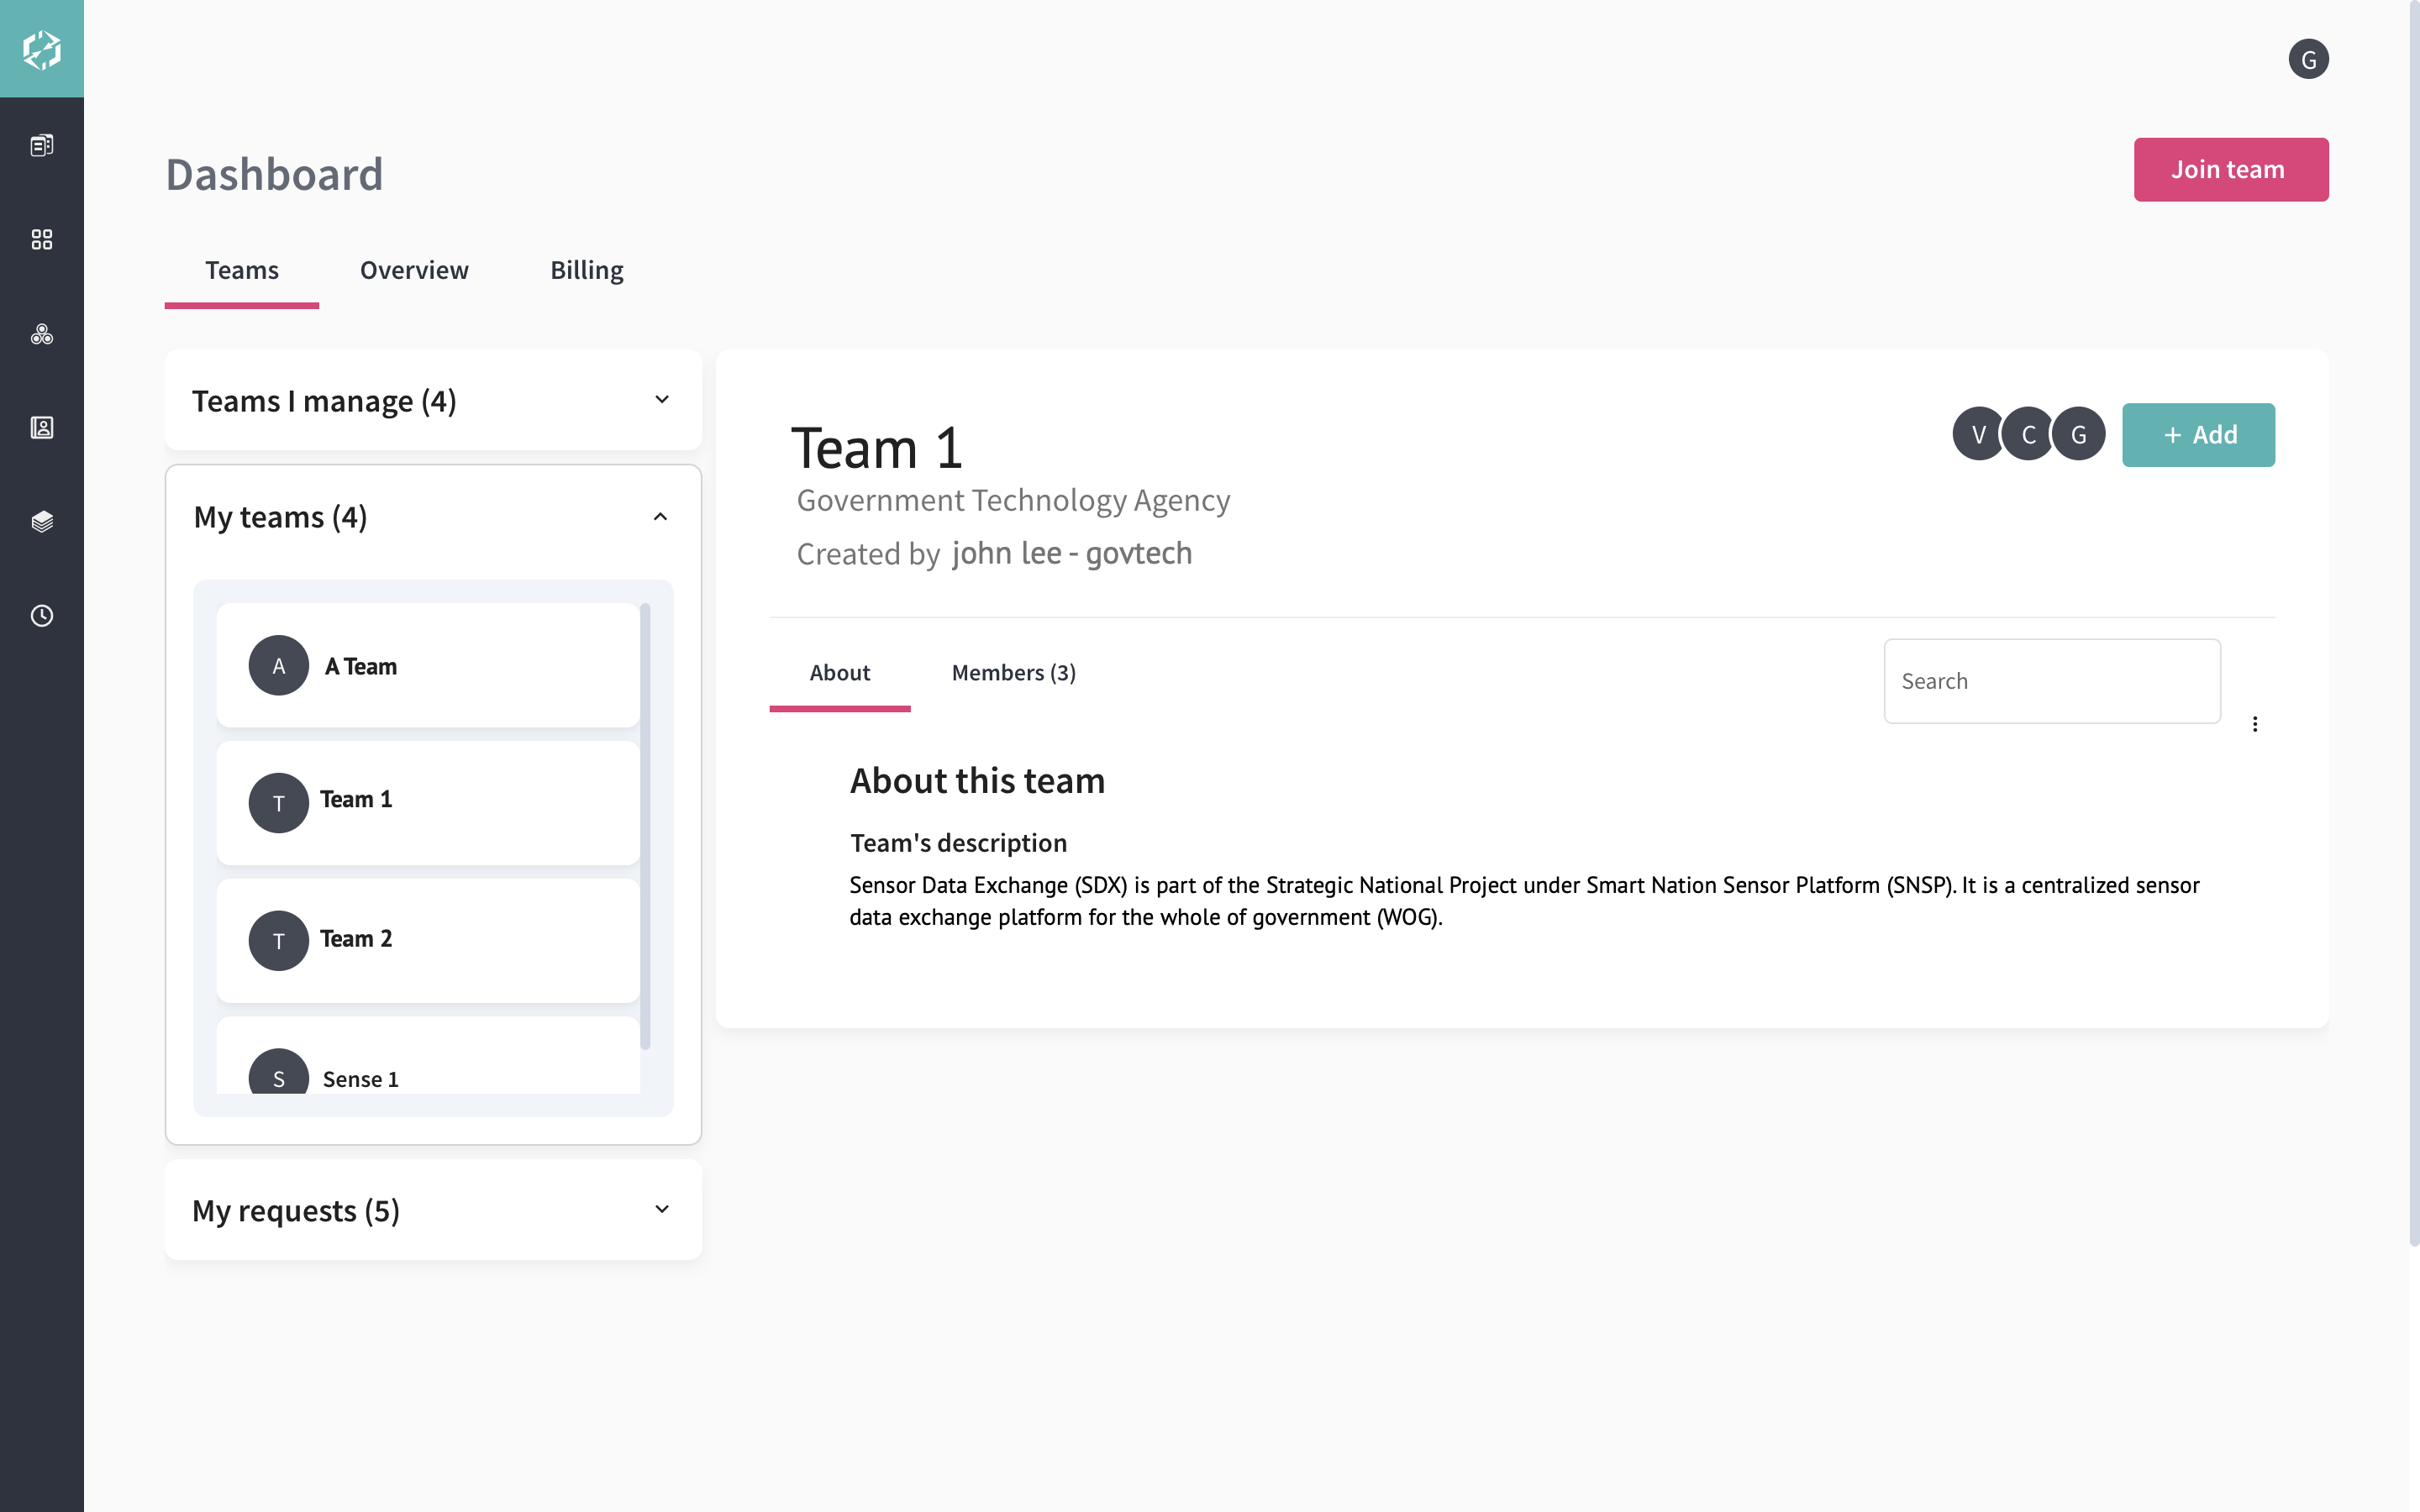 G
Dashboard
Join team
Teams
Overview
Billing
Teams I manage (4)
My teams (4)
A
A Team
T
Team 1
T
Team 2
S
Sense 1
My requests (5)
Team 1
V
C
G
+ Add
Government Technology Agency
Created by john lee - govtech
About
Members (3)
Search
About this team
Team's description
Sensor Data Exchange (SDX) is part of the Strategic National Project under Smart Nation Sensor Platform (SNSP). It is a centralized sensor
data exchange platform for the whole of government (WOG).